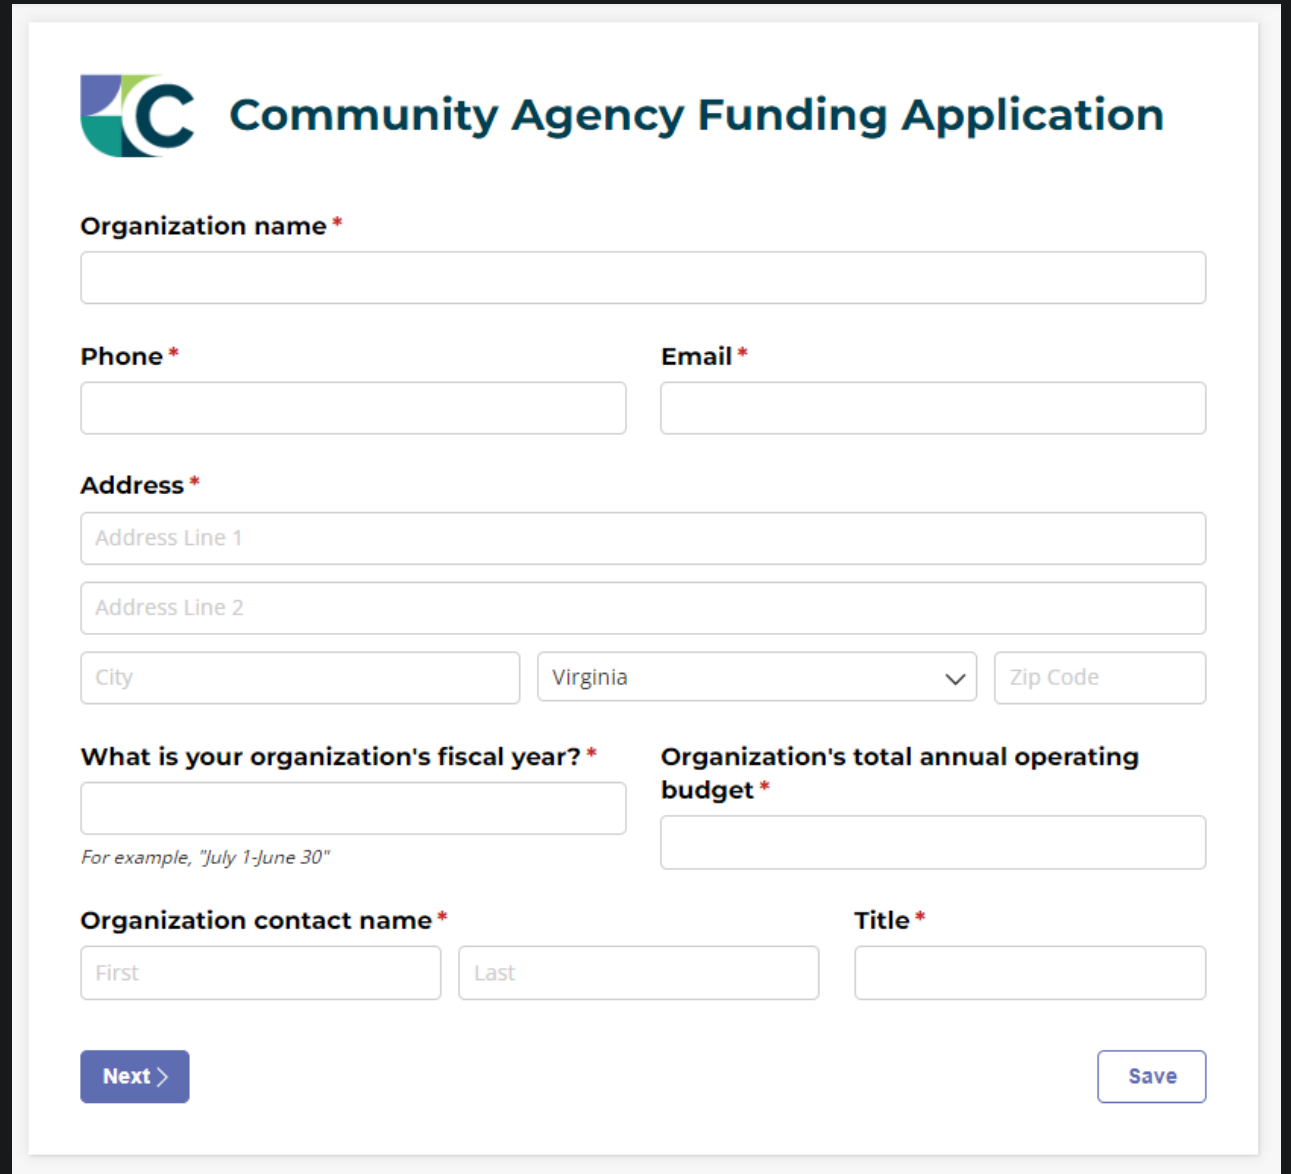 C Community Agency Funding Application
Organization name *
Phone * Email *
Address *
Address Line 1
Address Line 2
City Virginia Zip Code
What is your organization's fiscal year? * Organization's total annual operating
budget *
For example, "July 1-June 30"
Organization contact name * Title *
First Last
Next > Save